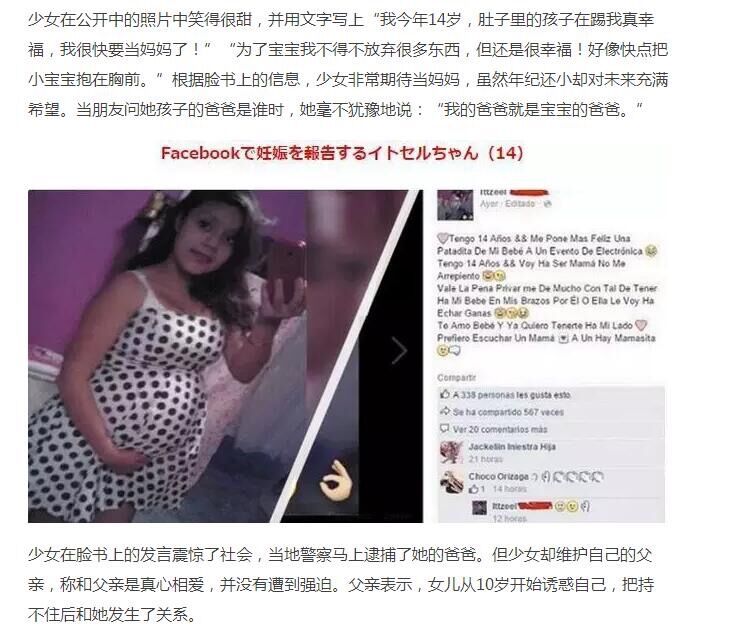 少女在公开中的照片中笑得很甜，并用文字写上“我今年14岁，肚子里的孩子在踢我真幸
福，我很快要当妈妈了！”“为了宝宝我不得不放弃很多东西，但还是很幸福！好像快点把
小宝宝抱在胸前。”根据脸书上的信息，少女非常期待当妈妈，虽然年纪还小却对未来充满
希望。当朋友问她孩子的爸爸是谁时，她毫不犹豫地说：“我的爸爸就是宝宝的爸爸。“
Facebookで妊娠を報告するイトセルちゃん（14）
Ittzeel
Ayer · Editado ·
Tengo 14 Años && Me Pone Mas Feliz Una
Patadita De Mi Bebé A Un Evento De Electrónica
Tengo 14 Años && Voy Ha Ser Mamá No Me
Arrepiento
Vale La Pena Privar me De Mucho Con Tal De Tener
Ha Mi Bebe En Mis Brazos Por Él O Ella Le Voy Ha
Echar Ganas
Te Amo Bebé Y Ya Quiero Tenerte Ha Mi Lado
Prefiero Escuchar Un Mamá A Un Hay Mamasita
Compartir
A 338 personas les gusta esto.
Se ha compartido 567 veces
Ver 20 comentarios más
Jackeliin Iniestra Hija
21 horas
Choco Orizaga :)
1 14 horas
Ittzeel
12 horas
少女在脸书上的发言震惊了社会，当地警察马上逮捕了她的爸爸。但少女却维护自己的父
亲，称和父亲是真心相爱，并没有遭到强迫。父亲表示，女儿从10岁开始诱惑自己，把持
不住后和她发生了关系。